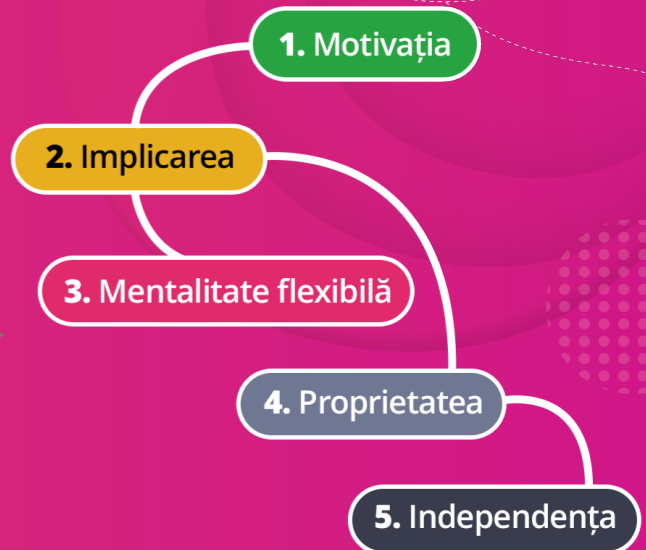 1. Motivația
2. Implicarea
3. Mentalitate flexibilă
4. Proprietatea
5. Independența